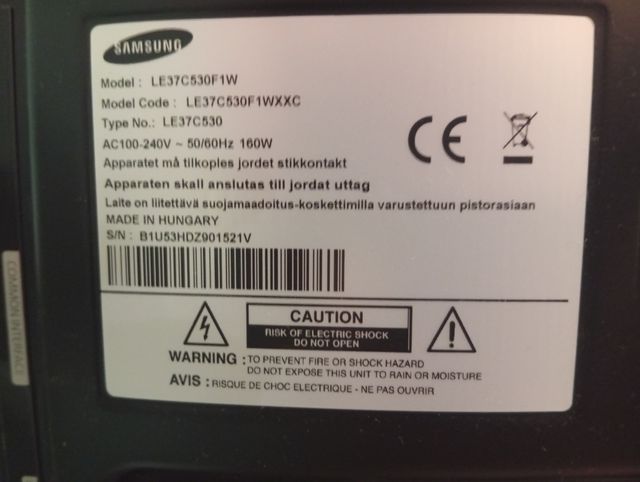 SAMSUNG
Model : LE37C530F1W
Model Code : LE37C530F1WXXC
Type No.: LE37C530
AC100-240V ~ 50/60Hz 160W
Apparatet må tilkoples jordet stikkontakt
Apparaten skall anslutas till jordat uttag
Laite on liitettävä suojamaadoitus-koskettimilla varustettuun pistorasiaan
MADE IN HUNGARY
S/N : B1U53HDZ901521V
CE
CAUTION
RISK OF ELECTRIC SHOCK
DO NOT OPEN
WARNING : TO PREVENT FIRE OR SHOCK HAZARD
DO NOT EXPOSE THIS UNIT TO RAIN OR MOISTURE
AVIS : RISQUE DE CHOC ELECTRIQUE - NE PAS OUVRIR
COMMON INTERFACE